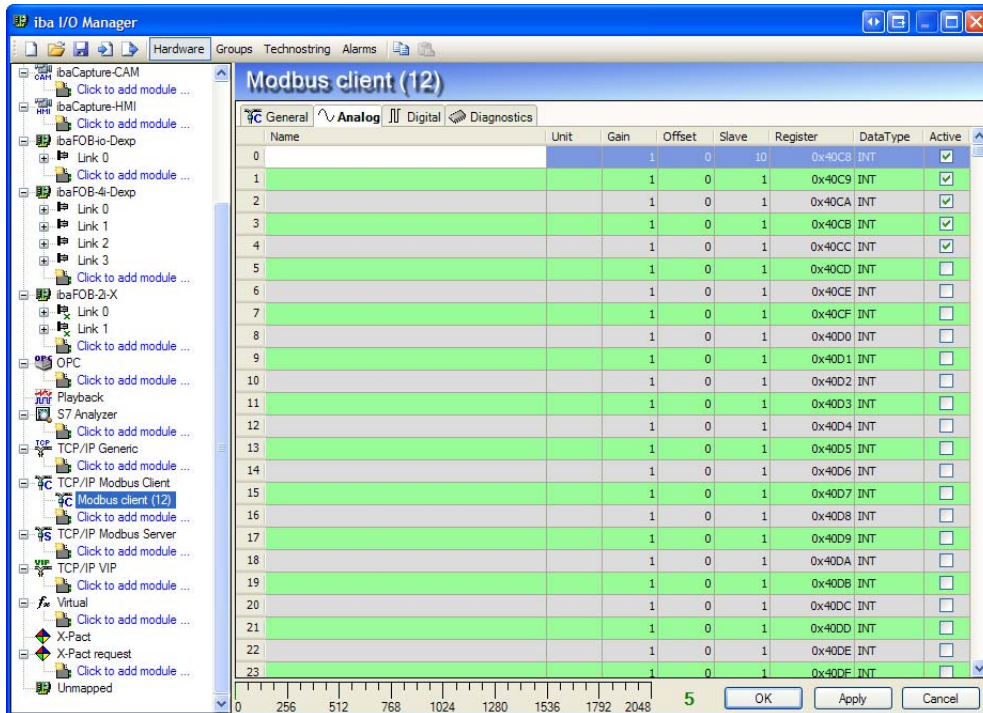 iba I/O Manager
Hardware Groups Technostring Alarms
ibaCapture-CAM
Click to add module ...
ibaCapture-HMI
Click to add module ...
ibaFOB-io-Dexp
Link 0
Click to add module ...
ibaFOB-4i-Dexp
Link 0
Link 1
Link 2
Link 3
Click to add module ...
ibaFOB-2i-X
Link 0
Link 1
Click to add module ...
OPC
Click to add module ...
Playback
S7 Analyzer
Click to add module ...
TCP/IP Generic
Click to add module ...
TCP/IP Modbus Client
Modbus client (12)
Click to add module ...
TCP/IP Modbus Server
Click to add module ...
TCP/IP VIP
Click to add module ...
Virtual
Click to add module ...
X-Pact
X-Pact request
Click to add module ...
Unmapped
Modbus client (12)
General Analog Digital Diagnostics
Name Unit Gain Offset Slave Register DataType Active
0 1 0 10 0x40C8 INT
1 1 0 1 0x40C9 INT
2 1 0 1 0x40CA INT
3 1 0 1 0x40CB INT
4 1 0 1 0x40CC INT
5 1 0 1 0x40CD INT
6 1 0 1 0x40CE INT
7 1 0 1 0x40CF INT
8 1 0 1 0x40D0 INT
9 1 0 1 0x40D1 INT
10 1 0 1 0x40D2 INT
11 1 0 1 0x40D3 INT
12 1 0 1 0x40D4 INT
13 1 0 1 0x40D5 INT
14 1 0 1 0x40D6 INT
15 1 0 1 0x40D7 INT
16 1 0 1 0x40D8 INT
17 1 0 1 0x40D9 INT
18 1 0 1 0x40DA INT
19 1 0 1 0x40DB INT
20 1 0 1 0x40DC INT
21 1 0 1 0x40DD INT
22 1 0 1 0x40DE INT
23 1 0 1 0x40DF INT
0 256 512 768 1024 1280 1536 1792 2048 5 OK Apply Cancel